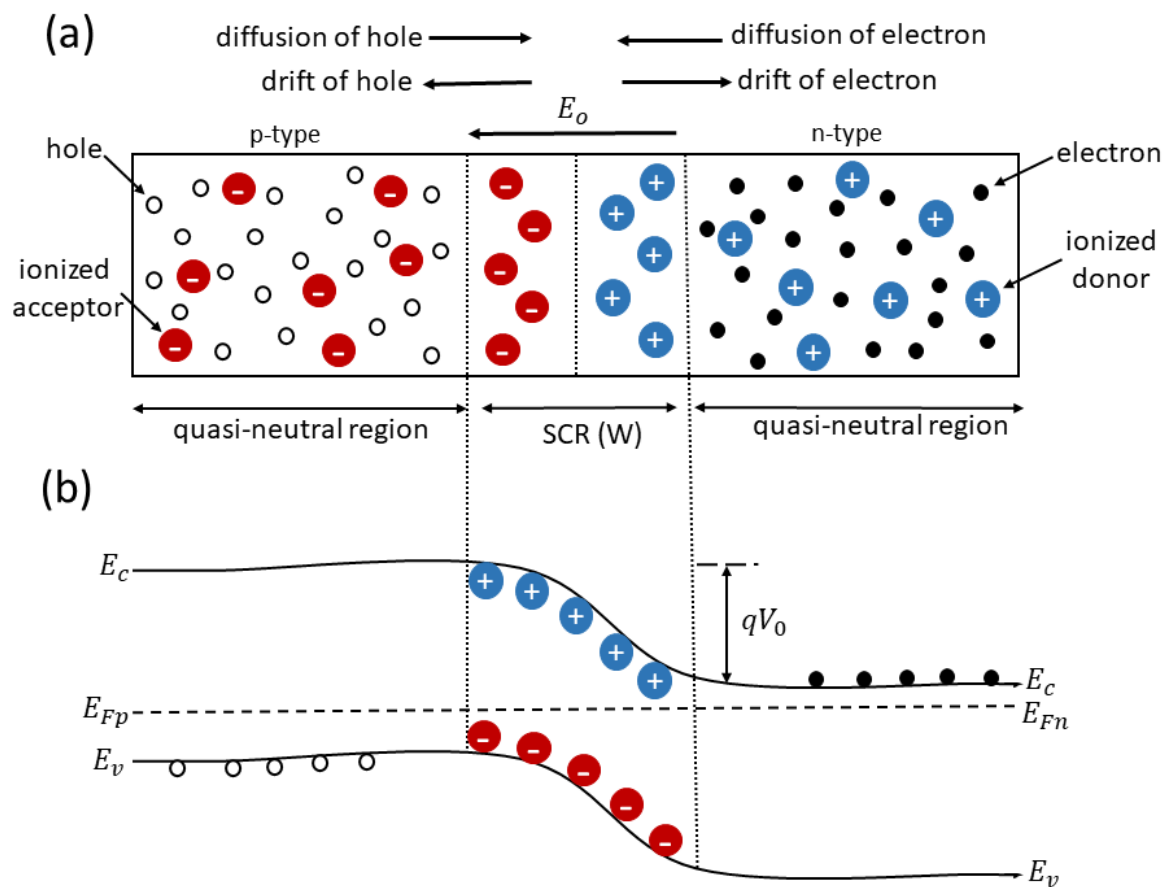 (a)
diffusion of hole
diffusion of electron
drift of hole
drift of electron
E_o
p-type
n-type
hole
electron
ionized
acceptor
ionized
donor
- - - - - - - - - - - -
+ + + + + + + + + + + +
quasi-neutral region
SCR (W)
quasi-neutral region
(b)
E_c
+ + + + +
qV_0
E_c
E_Fp
E_Fn
- - - - -
E_v
E_v